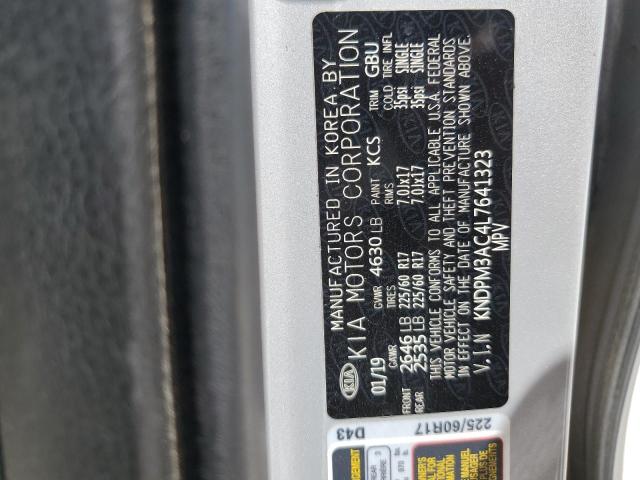 MANUFACTURED IN KOREA BY
KIA KIA MOTORS CORPORATION
01/19 GVWR 4630 LB PAINT KCS TRIM GBU
GAWR TIRES RIMS COLD TIRE INFL
FRONT 2646 LB 225/60 R17 7.0Jx17 35psi SINGLE
REAR 2535 LB 225/60 R17 7.0Jx17 35psi SINGLE
THIS VEHICLE CONFORMS TO ALL APPLICABLE U.S.A. FEDERAL
MOTOR VEHICLE SAFETY AND THEFT PREVENTION STANDARDS
IN EFFECT ON THE DATE OF MANUFACTURE SHOWN ABOVE.
V.I.N KNDPM3AC4L7641323
MPV
225/60R17 D43